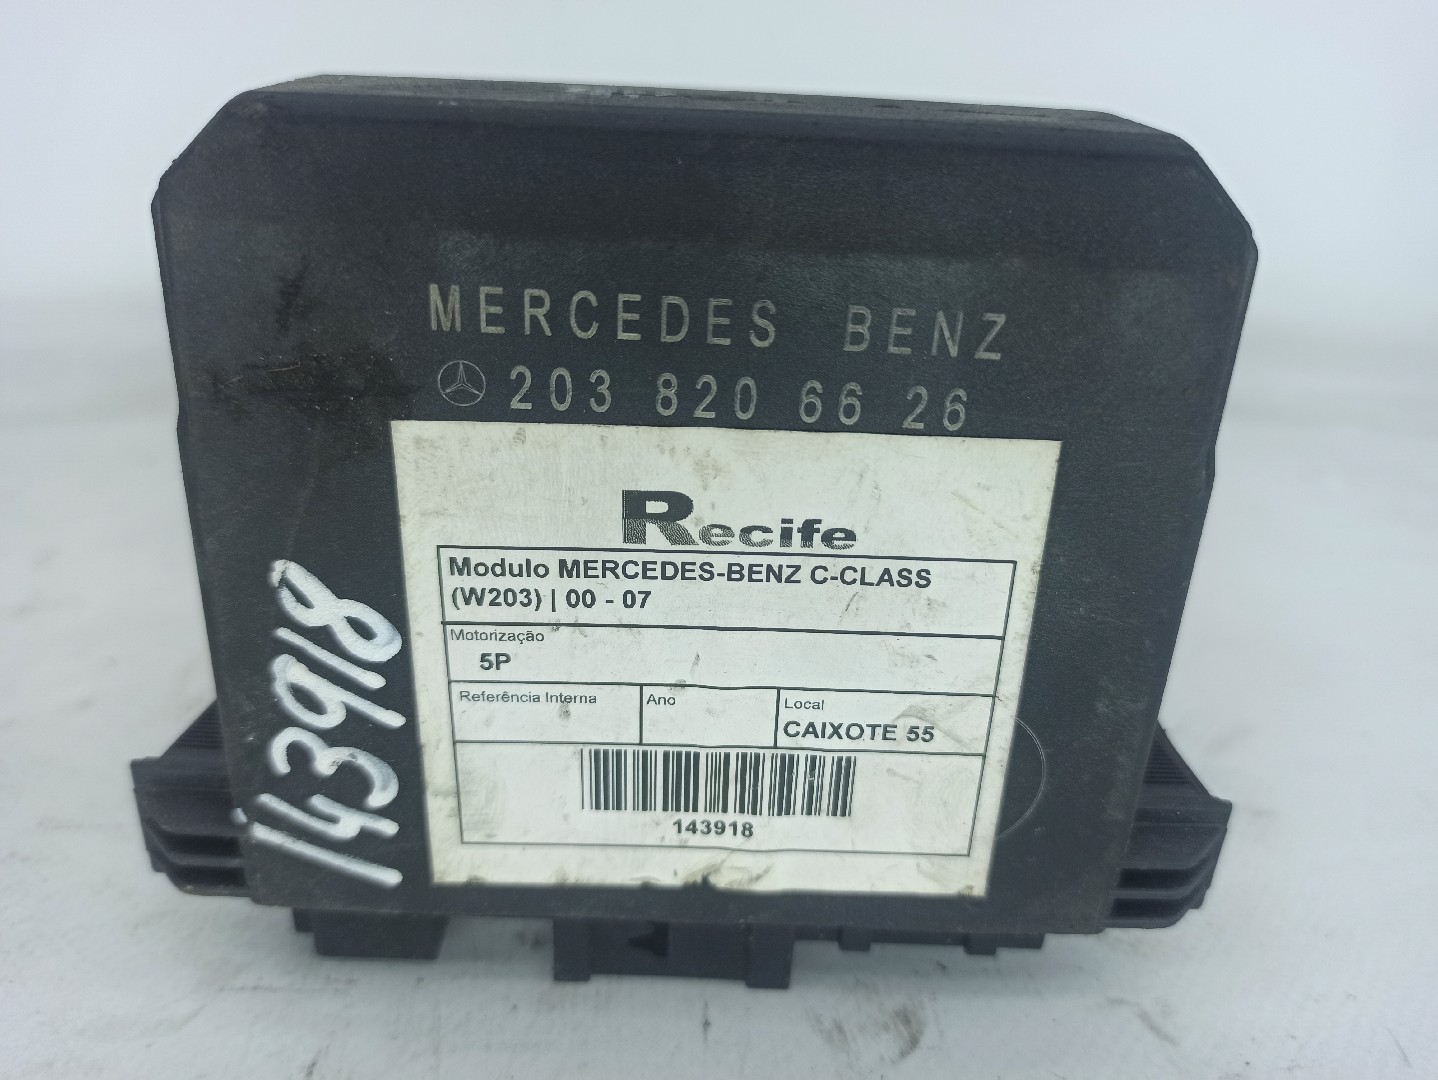 MERCEDES BENZ
203 820 66 26
Recife
Modulo MERCEDES-BENZ C-CLASS
(W203) | 00 - 07
Motorização
5P
Referência Interna
Ano
Local
CAIXOTE 55
143918
143918